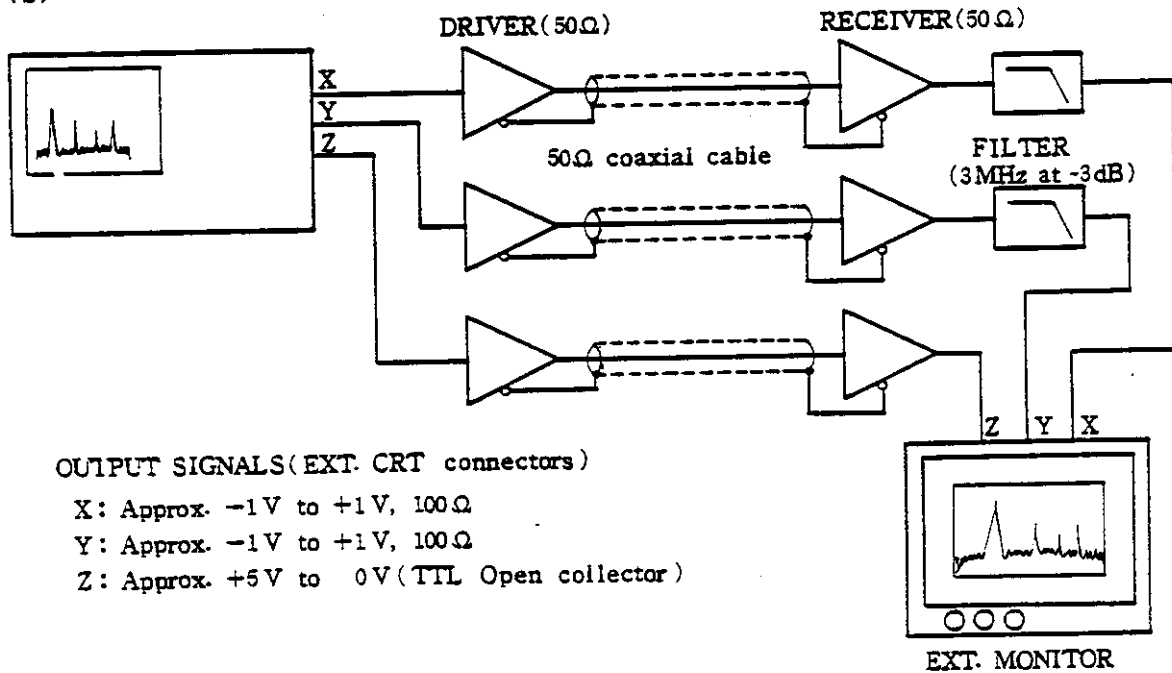 DRIVER(50Ω)
RECEIVER(50Ω)
X
Y
Z
50Ω coaxial cable
FILTER
(3MHz at -3dB)
Z Y X
OUTPUT SIGNALS(EXT. CRT connectors)
X: Approx. -1V to +1V, 100Ω
Y: Approx. -1V to +1V, 100Ω
Z: Approx. +5V to 0V(TTL Open collector)
EXT. MONITOR